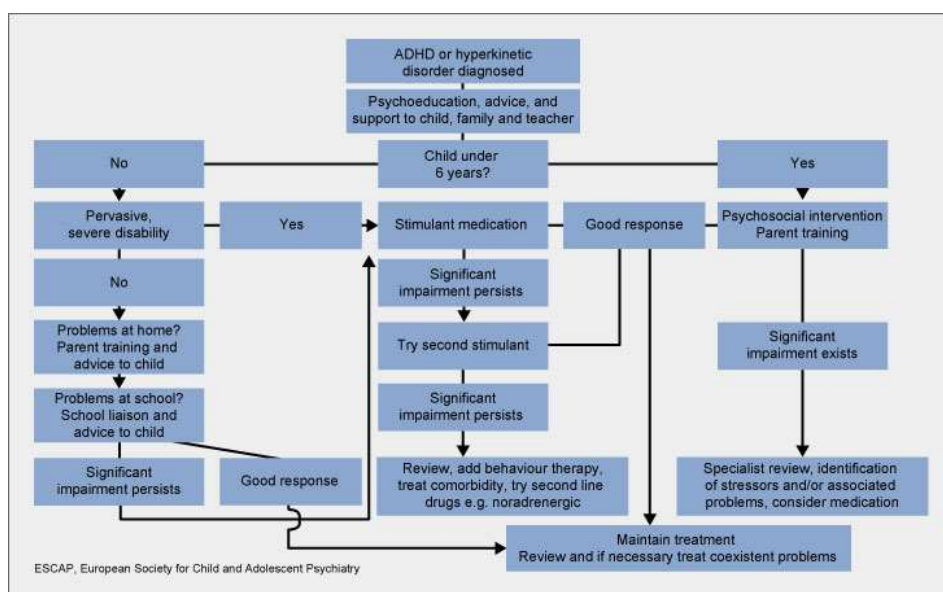 ADHD or hyperkinetic
disorder diagnosed
Psychoeducation, advice, and
support to child, family and teacher
No
Child under
6 years?
Yes
Pervasive,
severe disability
Yes
Stimulant medication
Good response
Psychosocial intervention
Parent training
No
Significant
impairment persists
Problems at home?
Parent training and
advice to child
Try second stimulant
Significant
impairment exists
Problems at school?
School liaison and
advice to child
Significant
impairment persists
Significant
impairment persists
Good response
Review, add behaviour therapy,
treat comorbidity, try second line
drugs e.g. noradrenergic
Specialist review, identification
of stressors and/or associated
problems, consider medication
Maintain treatment
Review and if necessary treat coexistent problems
ESCAP, European Society for Child and Adolescent Psychiatry